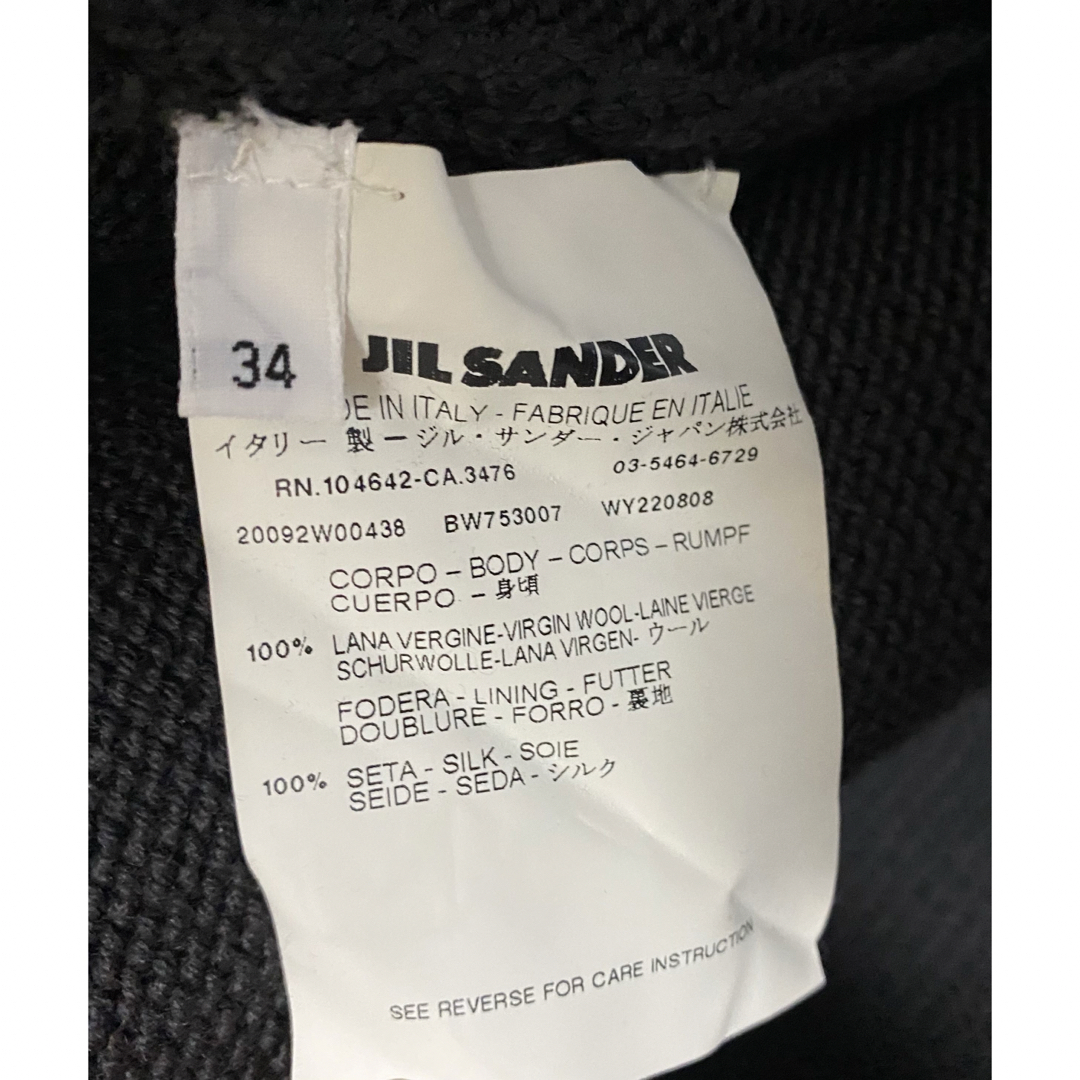 34
JIL SANDER
DE IN ITALY - FABRIQUE EN ITALIE
イタリー 製 ー ジル・サンダー・ジャパン株式会社
RN.104642-CA.3476 03-5464-6729
20092W00438 BW753007 WY220808
CORPO – BODY – CORPS – RUMPF
CUERPO – 身頃
100% LANA VERGINE-VIRGIN WOOL-LAINE VIERGE
SCHURWOLLE-LANA VIRGEN- ウール
FODERA - LINING - FUTTER
DOUBLURE - FORRO - 裏地
100% SETA - SILK - SOIE
SEIDE - SEDA - シルク
SEE REVERSE FOR CARE INSTRUCTION